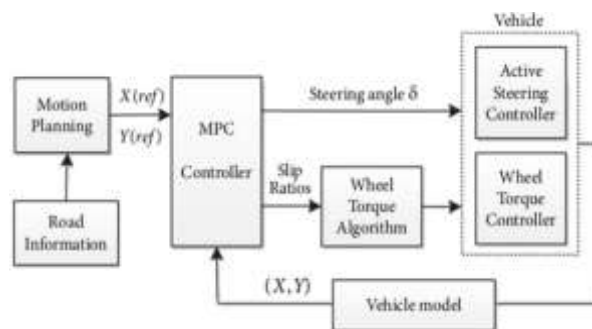 Vehicle
Motion
Planning
X(ref)
Y(ref)
MPC
Controller
Steering angle δ
Active
Steering
Controller
Slip
Ratios
Wheel
Torque
Algorithm
Wheel
Torque
Controller
Road
Information
(X, Y)
Vehicle model